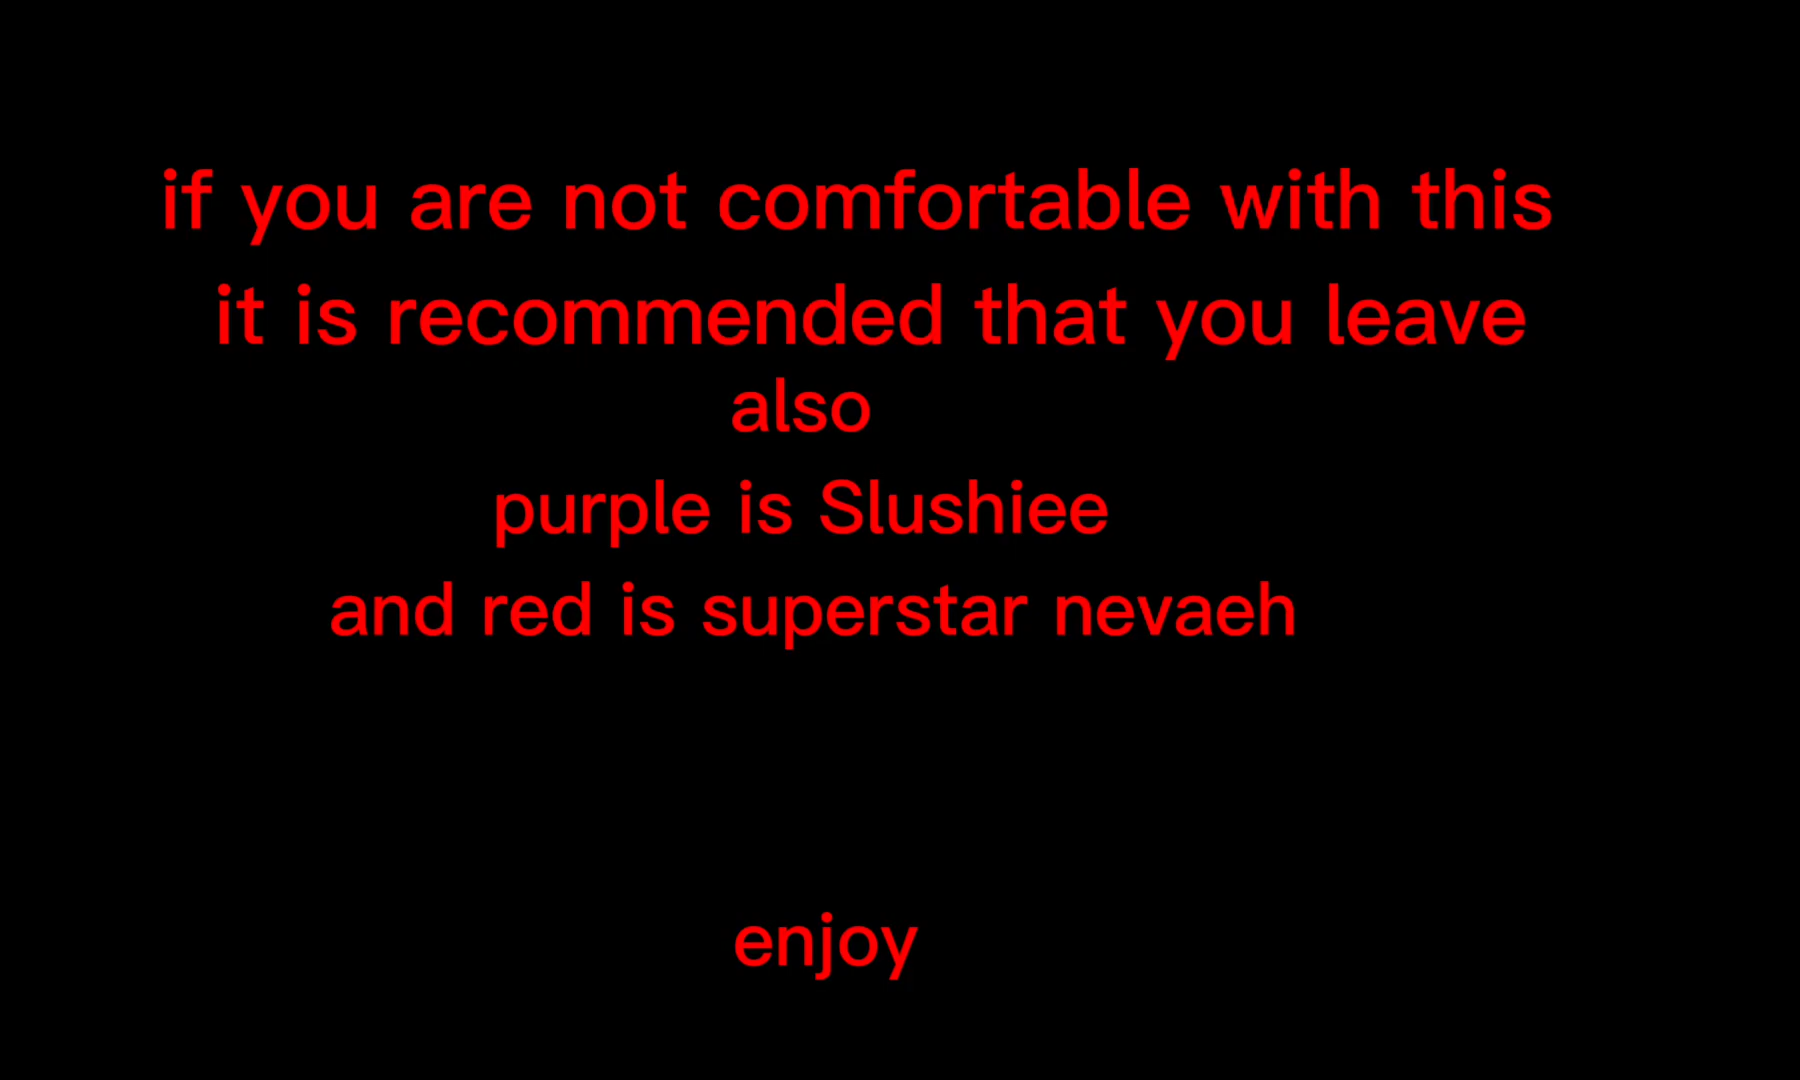 if you are not comfortable with this
it is recommended that you leave
also
purple is Slushiee
and red is superstar nevaeh
enjoy